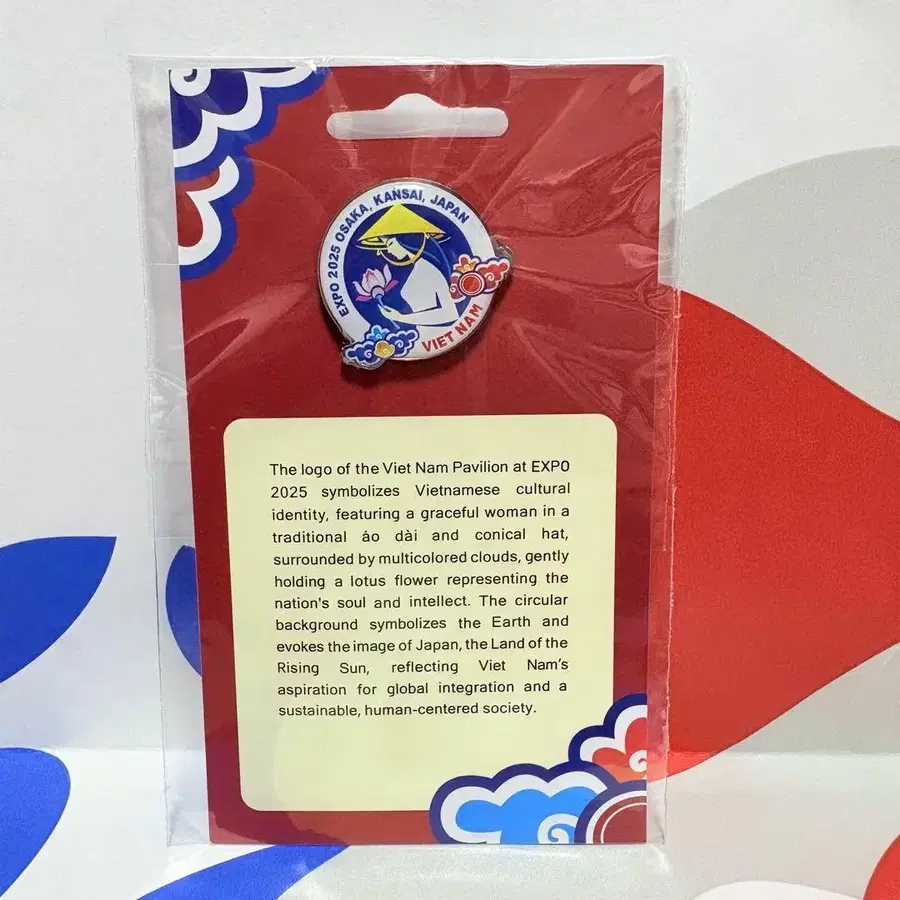 EXPO 2025 OSAKA, KANSAI, JAPAN
VIET NAM
The logo of the Viet Nam Pavilion at EXPO
2025 symbolizes Vietnamese cultural
identity, featuring a graceful woman in a
traditional áo dài and conical hat,
surrounded by multicolored clouds, gently
holding a lotus flower representing the
nation's soul and intellect. The circular
background symbolizes the Earth and
evokes the image of Japan, the Land of the
Rising Sun, reflecting Viet Nam's
aspiration for global integration and a
sustainable, human-centered society.